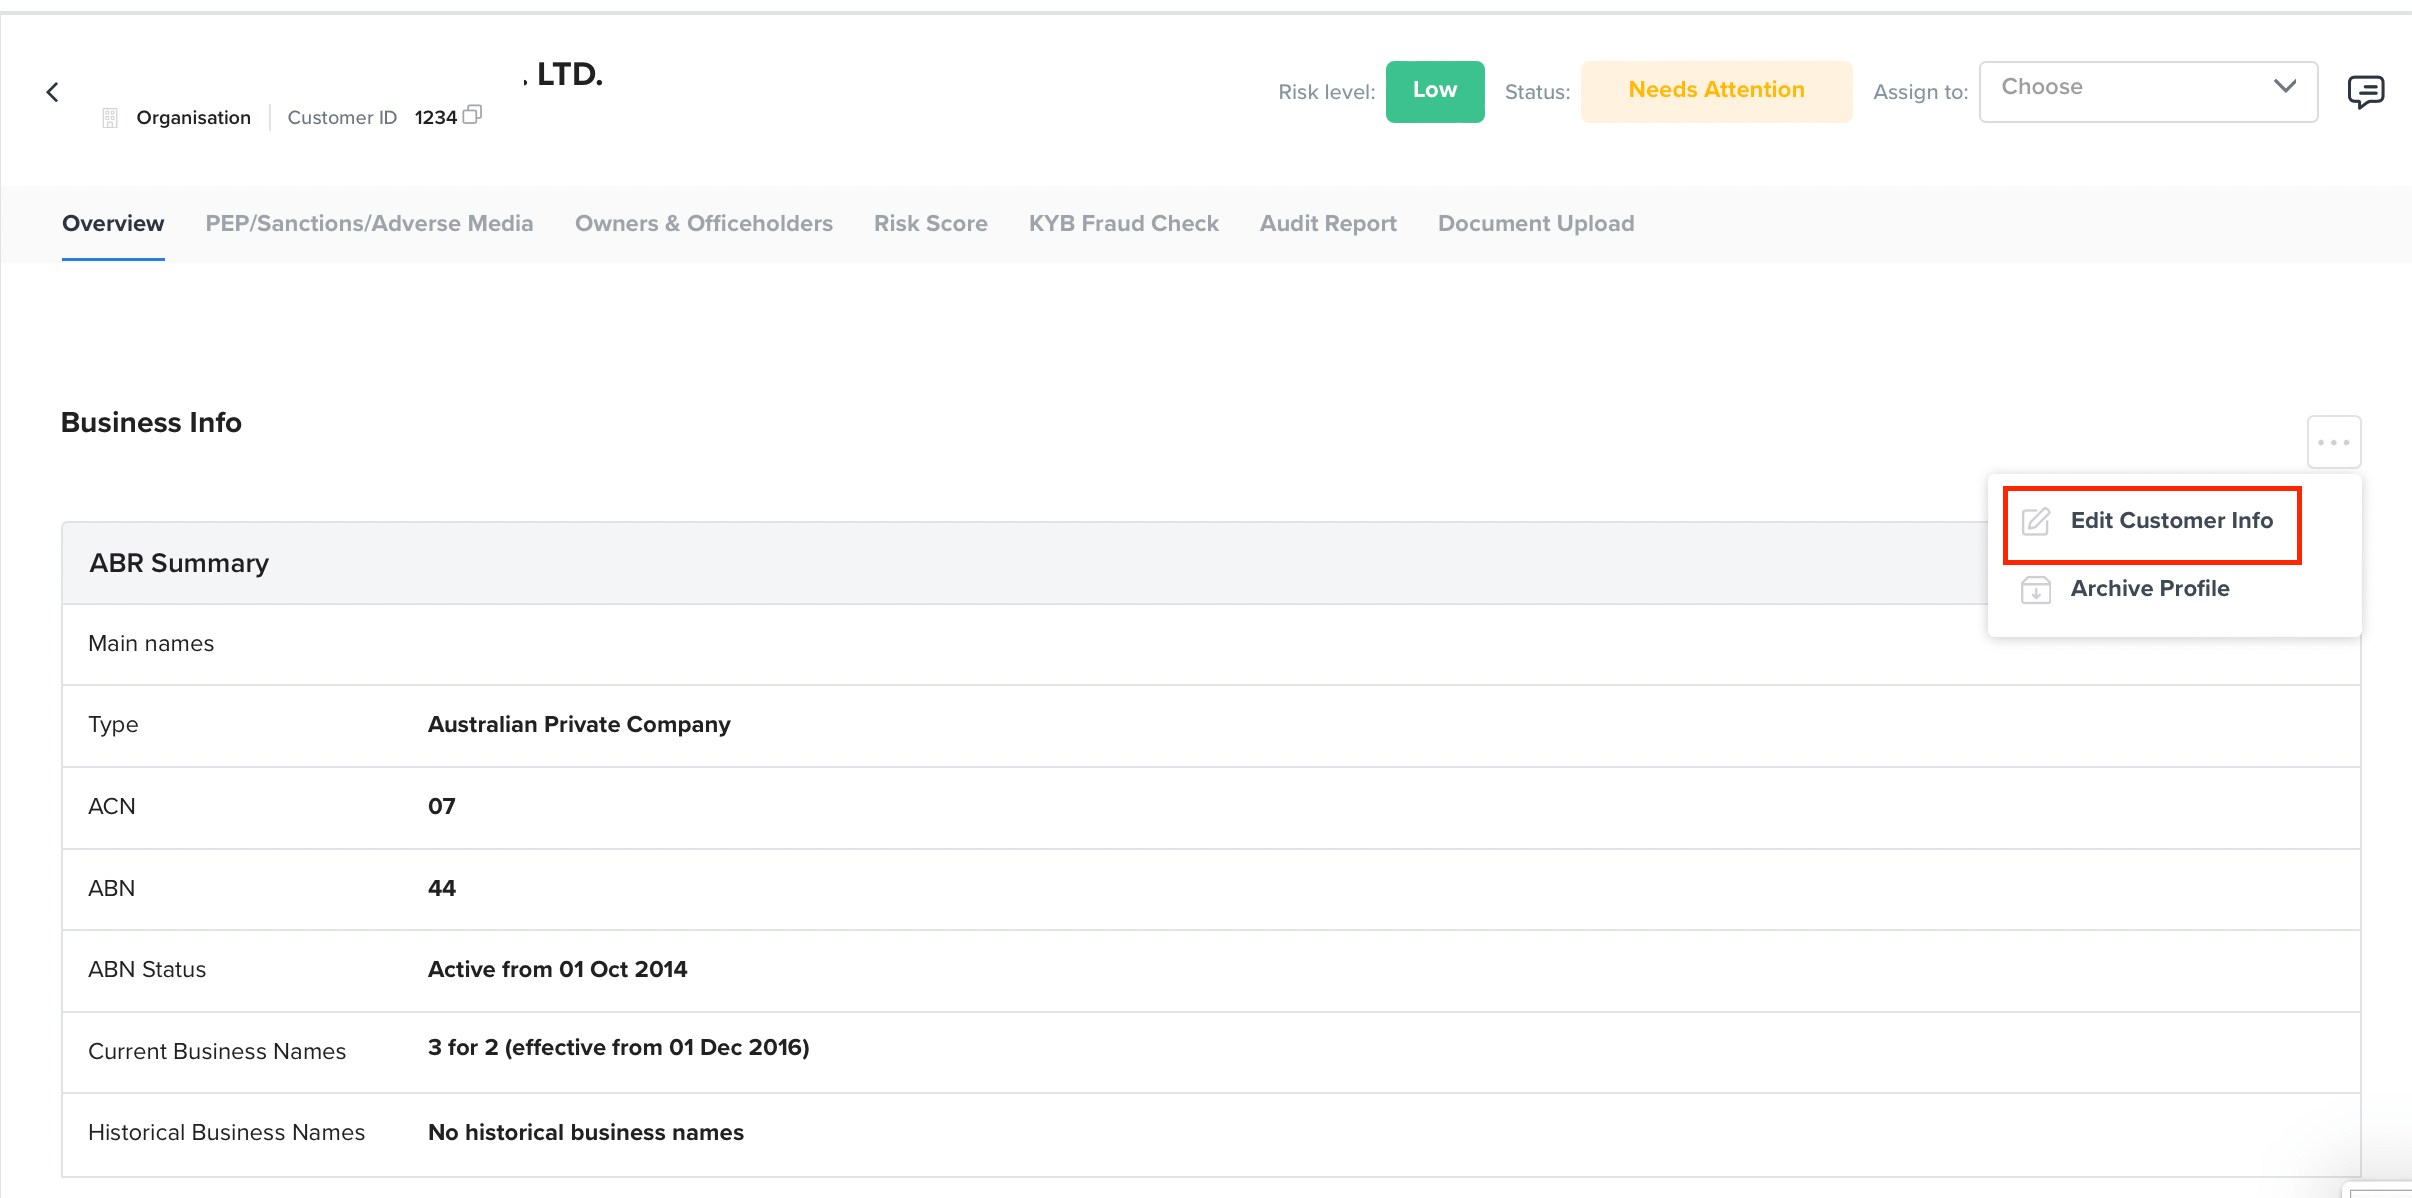 . LTD.
Organisation Customer ID 1234
Risk level: Low Status: Needs Attention Assign to: Choose
Overview PEP/Sanctions/Adverse Media Owners & Officeholders Risk Score KYB Fraud Check Audit Report Document Upload
Business Info
Edit Customer Info
Archive Profile
ABR Summary
Main names
Type Australian Private Company
ACN 07
ABN 44
ABN Status Active from 01 Oct 2014
Current Business Names 3 for 2 (effective from 01 Dec 2016)
Historical Business Names No historical business names